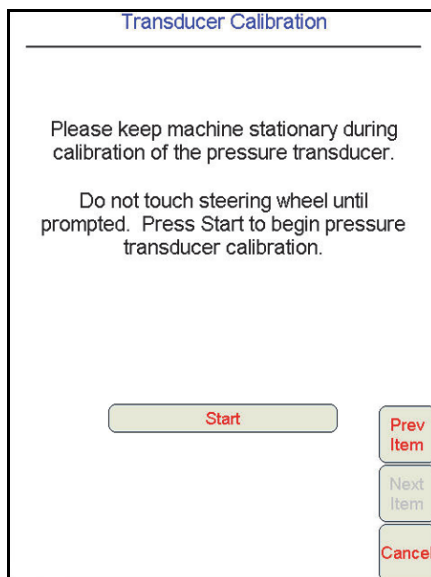 Transducer Calibration
Please keep machine stationary during
calibration of the pressure transducer.
Do not touch steering wheel until
prompted.  Press Start to begin pressure
transducer calibration.
Start
Prev
Item
Next
Item
Cancel